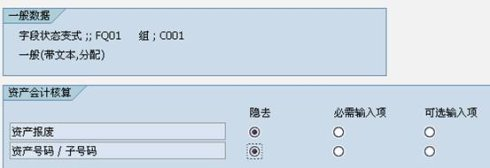 一般数据
字段状态变式 ;; FQ01 组 ; C001
一般(带文本,分配)
资产会计核算
隐去 必需输入项 可选输入项
资产报废
资产号码 / 子号码